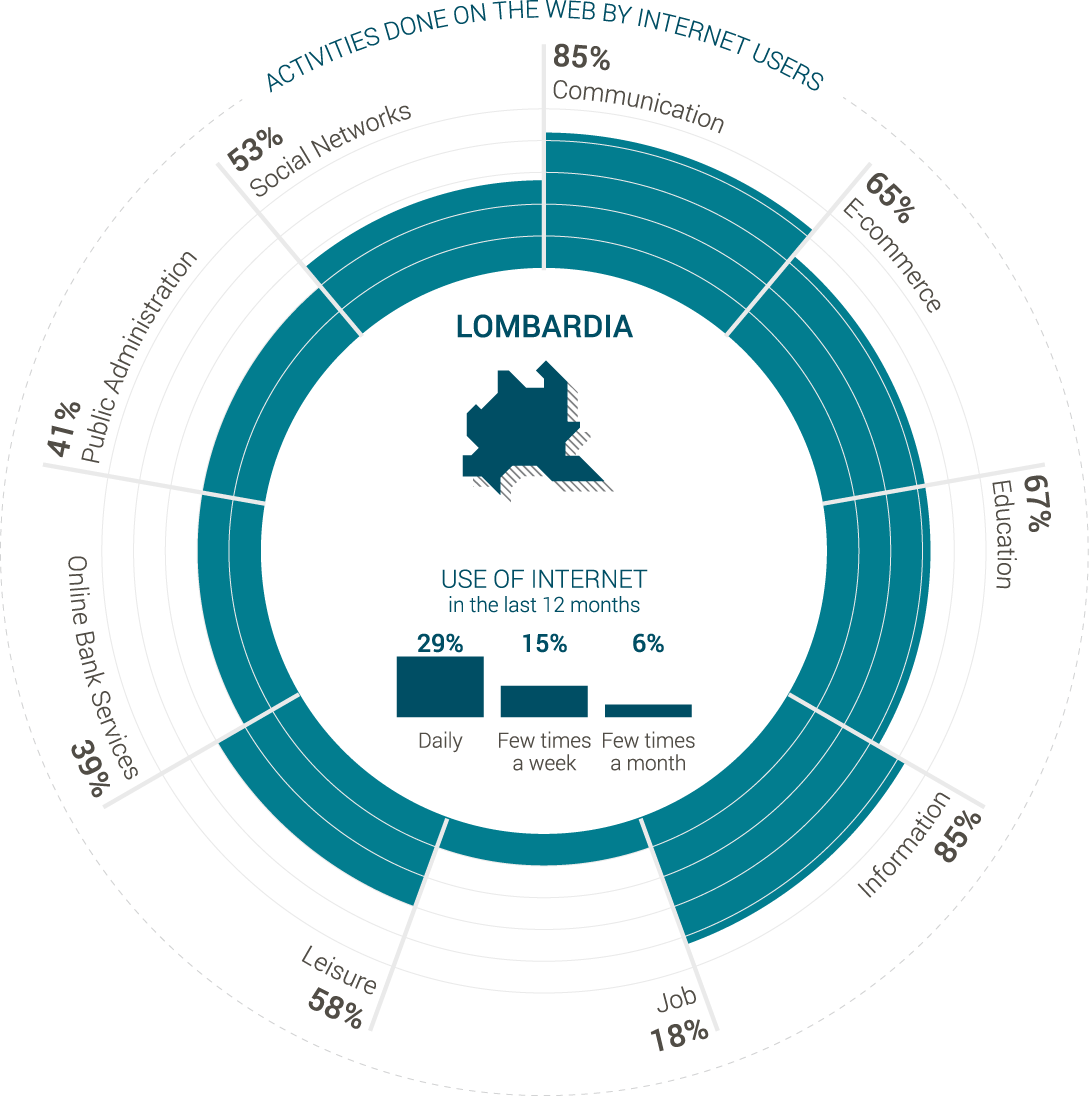 ACTIVITIES DONE ON THE WEB BY INTERNET USERS
85%
Communication
65%
E-commerce
67%
Education
Information
85%
Job
18%
Leisure
58%
Online Bank Services
39%
41%
Public Administration
53%
Social Networks
LOMBARDIA
USE OF INTERNET
in the last 12 months
29% 15% 6%
Daily Few times Few times
a week a month